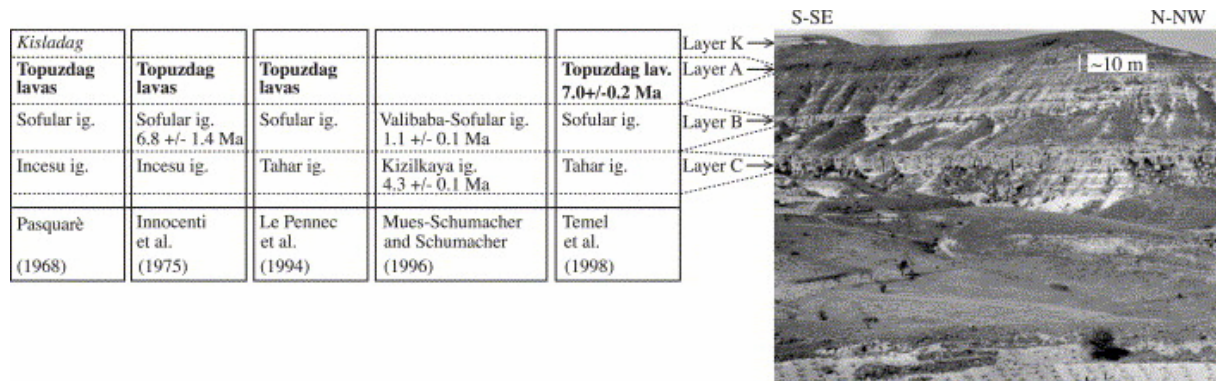 S-SE
N-NW
Kisladag
Layer K
Topuzdag
lavas
Topuzdag
lavas
Topuzdag
lavas
Topuzdag lav.
7.0+/-0.2 Ma
Layer A
~10 m
Sofular ig.
Sofular ig.
6.8 +/- 1.4 Ma
Sofular ig.
Valibaba-Sofular ig.
1.1 +/- 0.1 Ma
Sofular ig.
Layer B
Incesu ig.
Incesu ig.
Tahar ig.
Kizilkaya ig.
4.3 +/- 0.1 Ma
Tahar ig.
Layer C
Pasquarè
(1968)
Innocenti
et al.
(1975)
Le Pennec
et al.
(1994)
Mues-Schumacher
and Schumacher
(1996)
Temel
et al.
(1998)